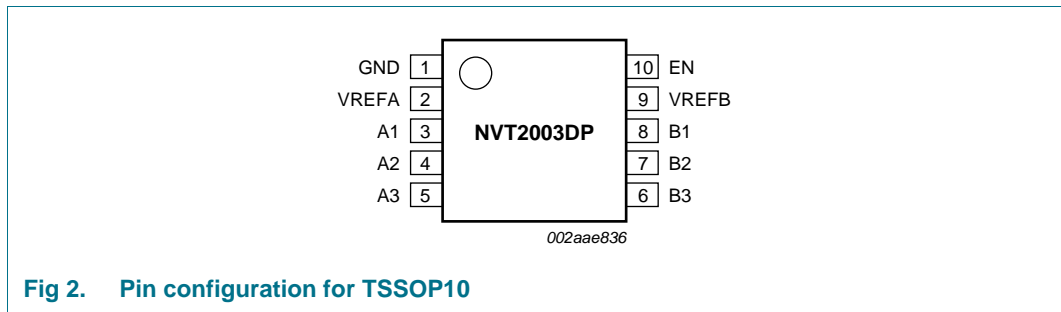 GND 1 10 EN
VREFA 2 9 VREFB
A1 3 NVT2003DP 8 B1
A2 4 7 B2
A3 5 6 B3
002aae836
Fig 2. Pin configuration for TSSOP10